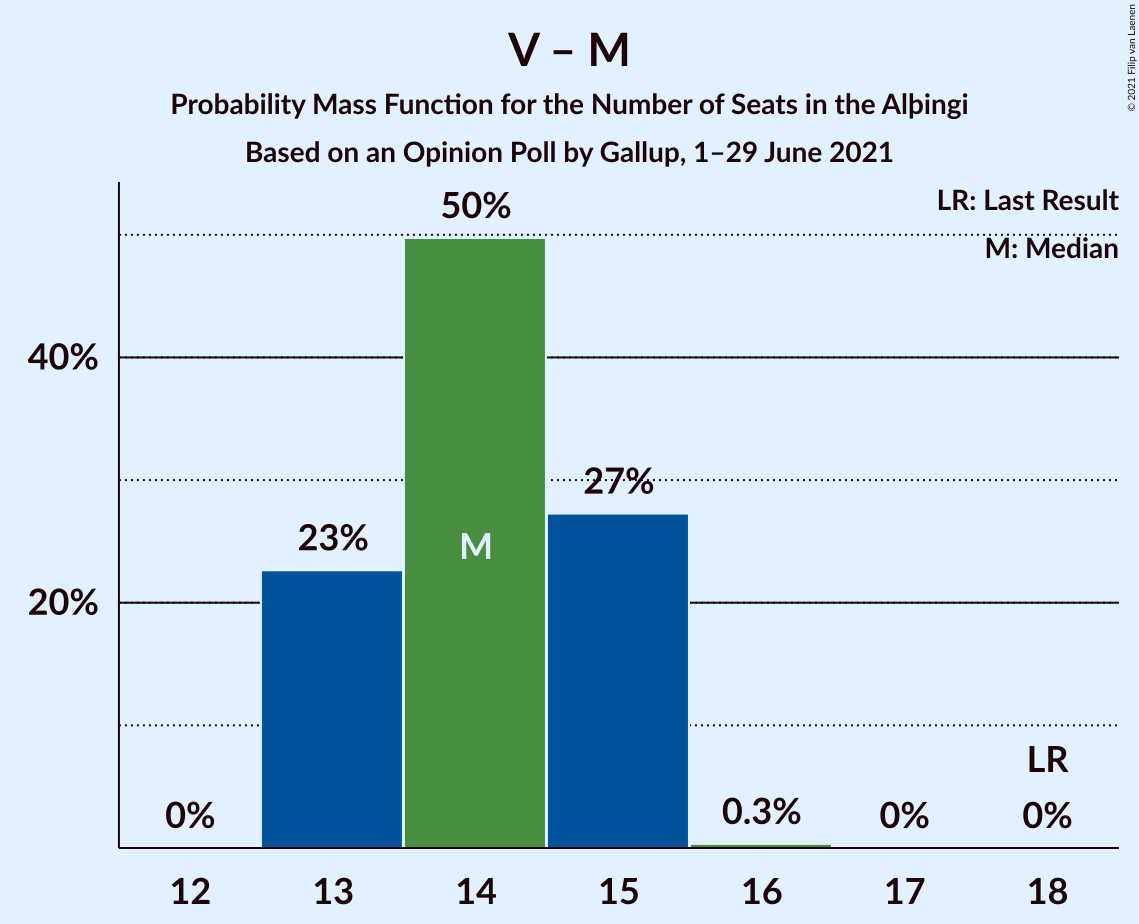 V – M
Probability Mass Function for the Number of Seats in the Alþingi
Based on an Opinion Poll by Gallup, 1–29 June 2021
© 2021 Filip van Laenen
LR: Last Result
M: Median
50%
40%
27%
23%
M
20%
LR
0%
0.3%
0%
0%
12
13
14
15
16
17
18